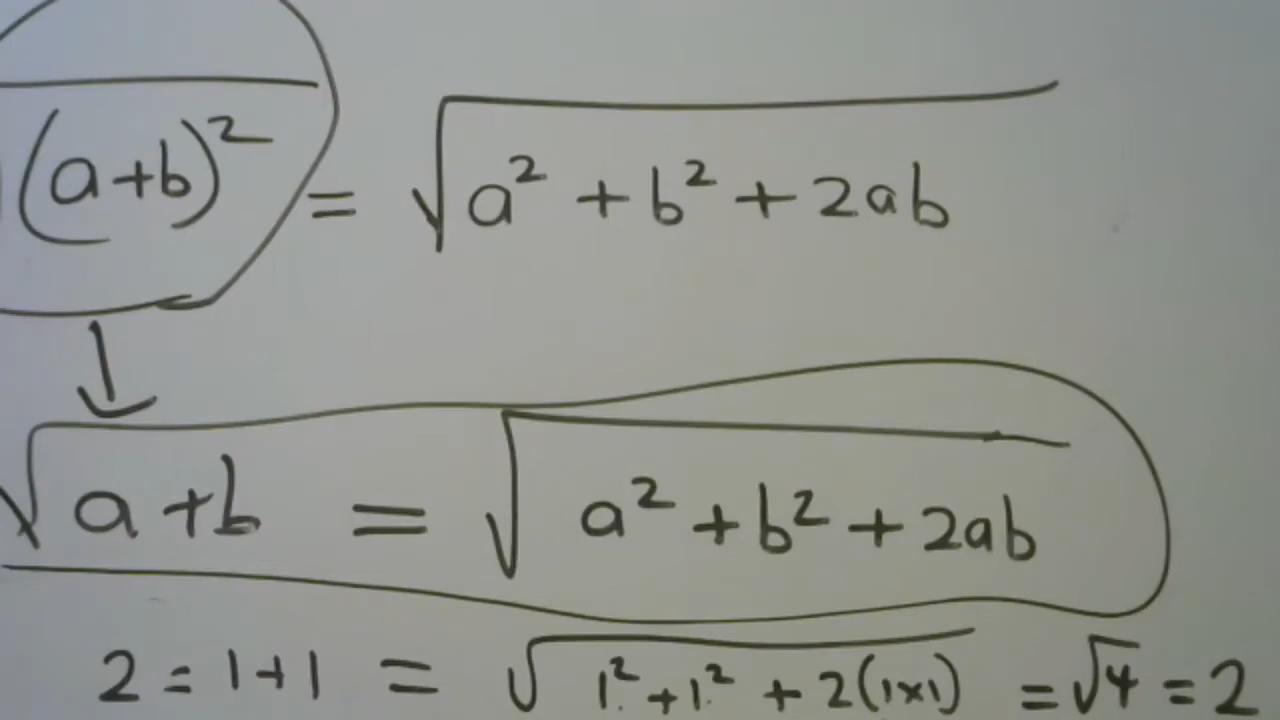 (a+b)² = √a² + b² + 2ab
√a+b = √a² + b² + 2ab
2 = 1+1 = √1² + 1² + 2(1×1) = √4 = 2